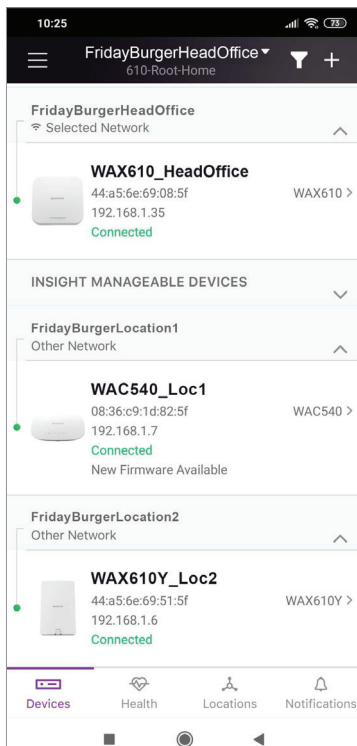 10:25
73
FridayBurgerHeadOffice
610-Root-Home
FridayBurgerHeadOffice
Selected Network
WAX610_HeadOffice
44:a5:6e:69:08:5f
WAX610 >
192.168.1.35
Connected
INSIGHT MANAGEABLE DEVICES
FridayBurgerLocation1
Other Network
WAC540_Loc1
08:36:c9:1d:82:5f
WAC540 >
192.168.1.7
Connected
New Firmware Available
FridayBurgerLocation2
Other Network
WAX610Y_Loc2
44:a5:6e:69:51:5f
WAX610Y >
192.168.1.6
Connected
Devices
Health
Locations
Notifications